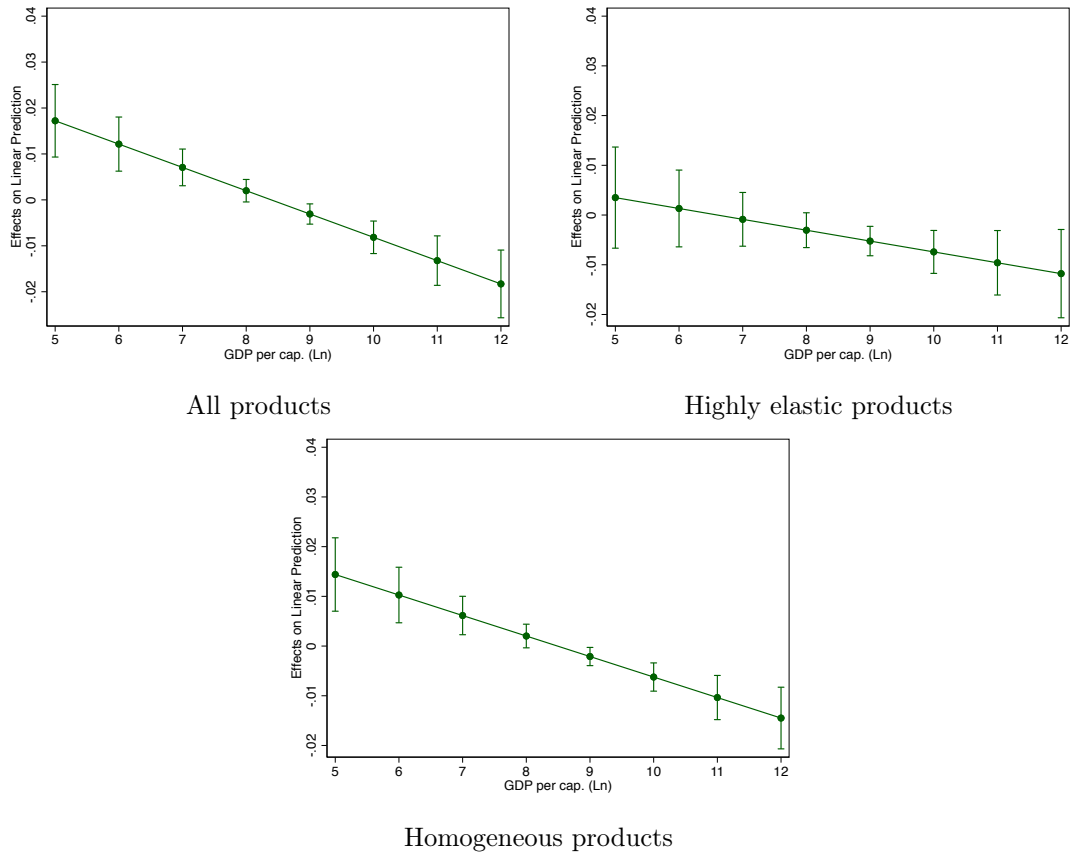 Effects on Linear Prediction
.04
.03
.02
.01
0
-.01
-.02
5 6 7 8 9 10 11 12
GDP per cap. (Ln)
All products
Effects on Linear Prediction
.04
.03
.02
.01
0
-.01
-.02
5 6 7 8 9 10 11 12
GDP per cap. (Ln)
Highly elastic products
Effects on Linear Prediction
.04
.03
.02
.01
0
-.01
-.02
5 6 7 8 9 10 11 12
GDP per cap. (Ln)
Homogeneous products